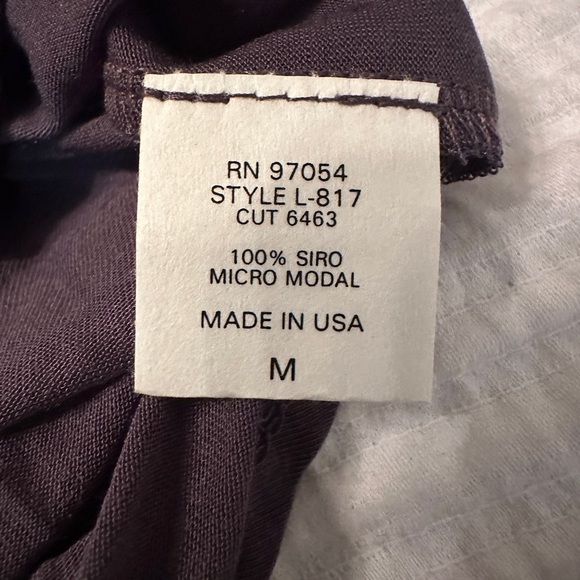 RN 97054
STYLE L-817
CUT 6463
100% SIRO
MICRO MODAL
MADE IN USA
M